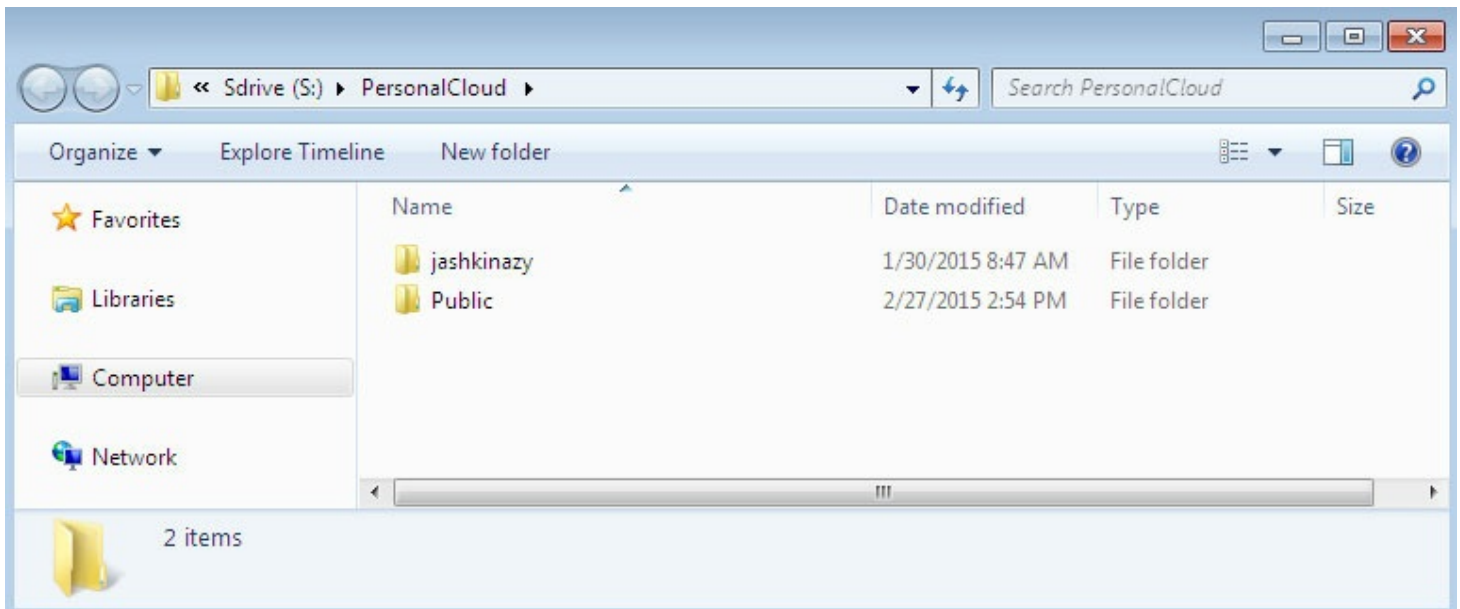 « Sdrive (S:) ▸ PersonalCloud ▸ Search PersonalCloud
Organize ▾ Explore Timeline New folder
Favorites
Libraries
Computer
Network
Name Date modified Type Size
jashkinazy 1/30/2015 8:47 AM File folder
Public 2/27/2015 2:54 PM File folder
2 items